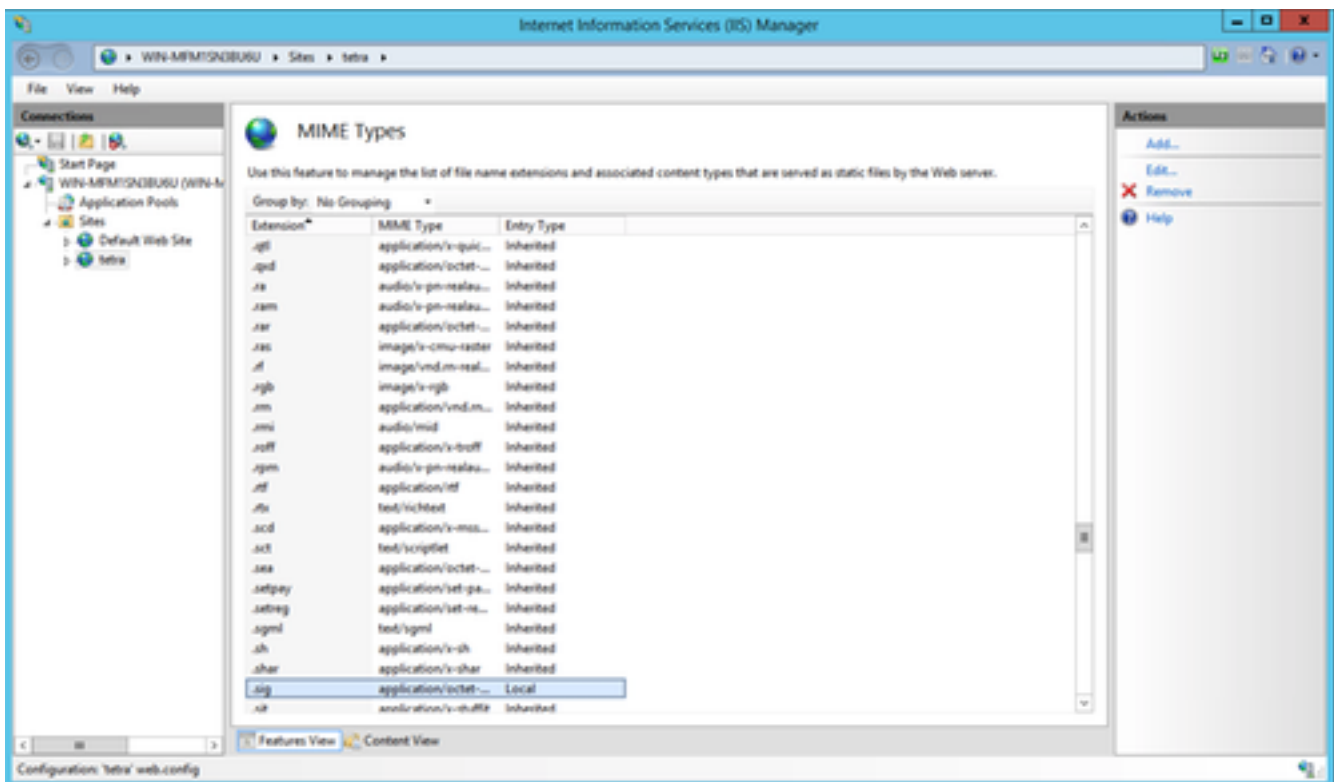 Internet Information Services (IIS) Manager
WIN-MFM1SN3BU6U ▸ Sites ▸ tetra ▸
File View Help
Connections
Start Page
WIN-MFM1SN3BU6U (WIN-M
Application Pools
Sites
Default Web Site
tetra
MIME Types
Use this feature to manage the list of file name extensions and associated content types that are served as static files by the Web server.
Group by: No Grouping
Extension MIME Type Entry Type
.qtl application/x-quic... Inherited
.qxd application/octet-... Inherited
.ra audio/x-pn-realau... Inherited
.ram audio/x-pn-realau... Inherited
.rar application/octet-... Inherited
.ras image/x-cmu-raster Inherited
.rf image/vnd.rn-real... Inherited
.rgb image/x-rgb Inherited
.rm application/vnd.rn... Inherited
.rmi audio/mid Inherited
.roff application/x-troff Inherited
.rpm audio/x-pn-realau... Inherited
.rtf application/rtf Inherited
.rtx text/richtext Inherited
.scd application/x-mss... Inherited
.sct text/scriptlet Inherited
.sea application/octet-... Inherited
.setpay application/set-pa... Inherited
.setreg application/set-re... Inherited
.sgml text/sgml Inherited
.sh application/x-sh Inherited
.shar application/x-shar Inherited
.sig application/octet-... Local
.sit application/x-stuffit Inherited
Features View Content View
Configuration: 'tetra' web.config
Actions
Add...
Edit...
Remove
Help